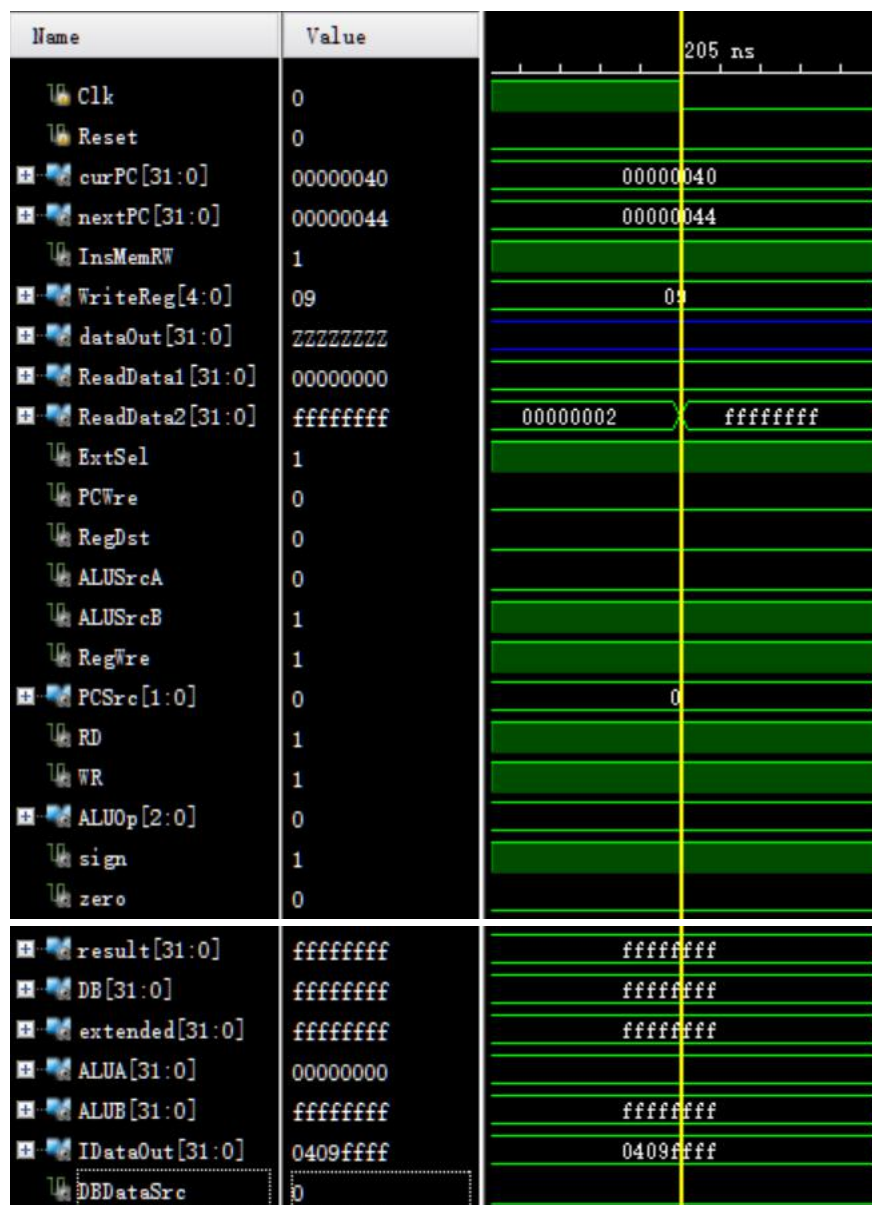 Name Value 205 ns
Clk 0
Reset 0
curPC[31:0] 00000040 00000040
nextPC[31:0] 00000044 00000044
InsMemRW 1
WriteReg[4:0] 09 09
dataOut[31:0] ZZZZZZZZ
ReadData1[31:0] 00000000
ReadData2[31:0] ffffffff 00000002 ffffffff
ExtSel 1
PCWre 0
RegDst 0
ALUSrcA 0
ALUSrcB 1
RegWre 1
PCSrc[1:0] 0 0
RD 1
WR 1
ALUOp[2:0] 0
sign 1
zero 0
result[31:0] ffffffff ffffffff
DB[31:0] ffffffff ffffffff
extended[31:0] ffffffff ffffffff
ALUA[31:0] 00000000
ALUB[31:0] ffffffff ffffffff
IDataOut[31:0] 0409ffff 0409ffff
DBDataSrc 0